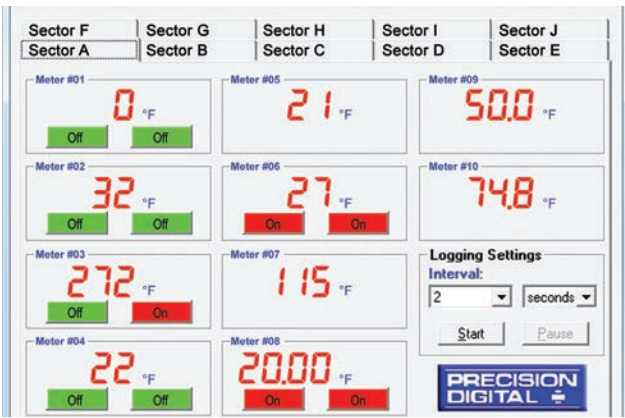 Sector F Sector G Sector H Sector I Sector J
Sector A Sector B Sector C Sector D Sector E
Meter #01
0 °F
Off Off
Meter #05
21 °F
Meter #09
50.0 °F
Meter #02
32 °F
Off Off
Meter #06
27 °F
On On
Meter #10
74.8 °F
Meter #03
272 °F
Off On
Meter #07
115 °F
Logging Settings
Interval:
2 seconds
Start Pause
Meter #04
22 °F
Off Off
Meter #08
20.00 °F
On On
PRECISION
DIGITAL